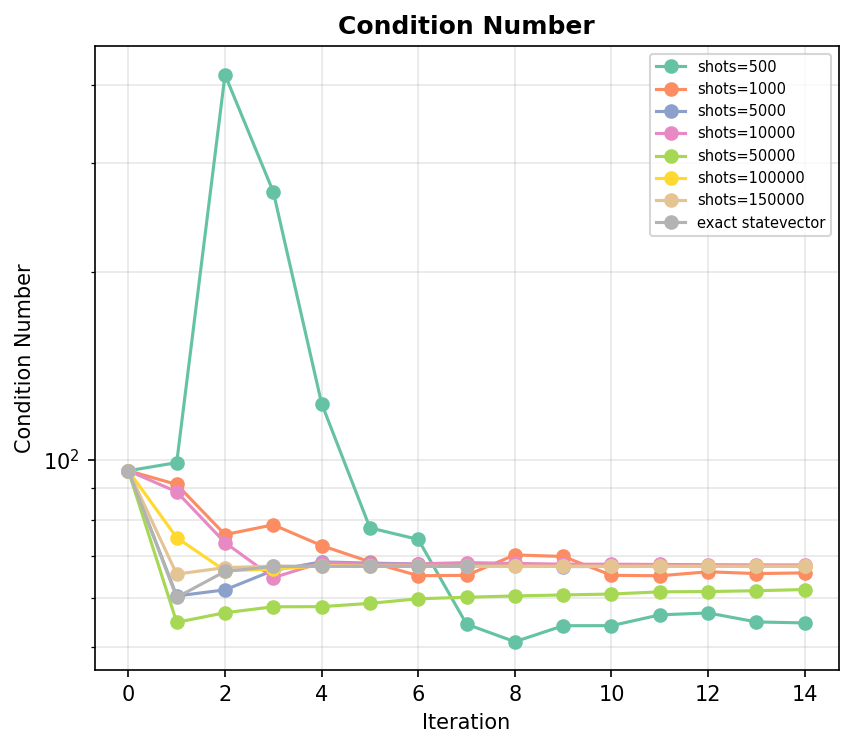 Condition Number
Condition Number
10²
shots=500
shots=1000
shots=5000
shots=10000
shots=50000
shots=100000
shots=150000
exact statevector
0 2 4 6 8 10 12 14
Iteration